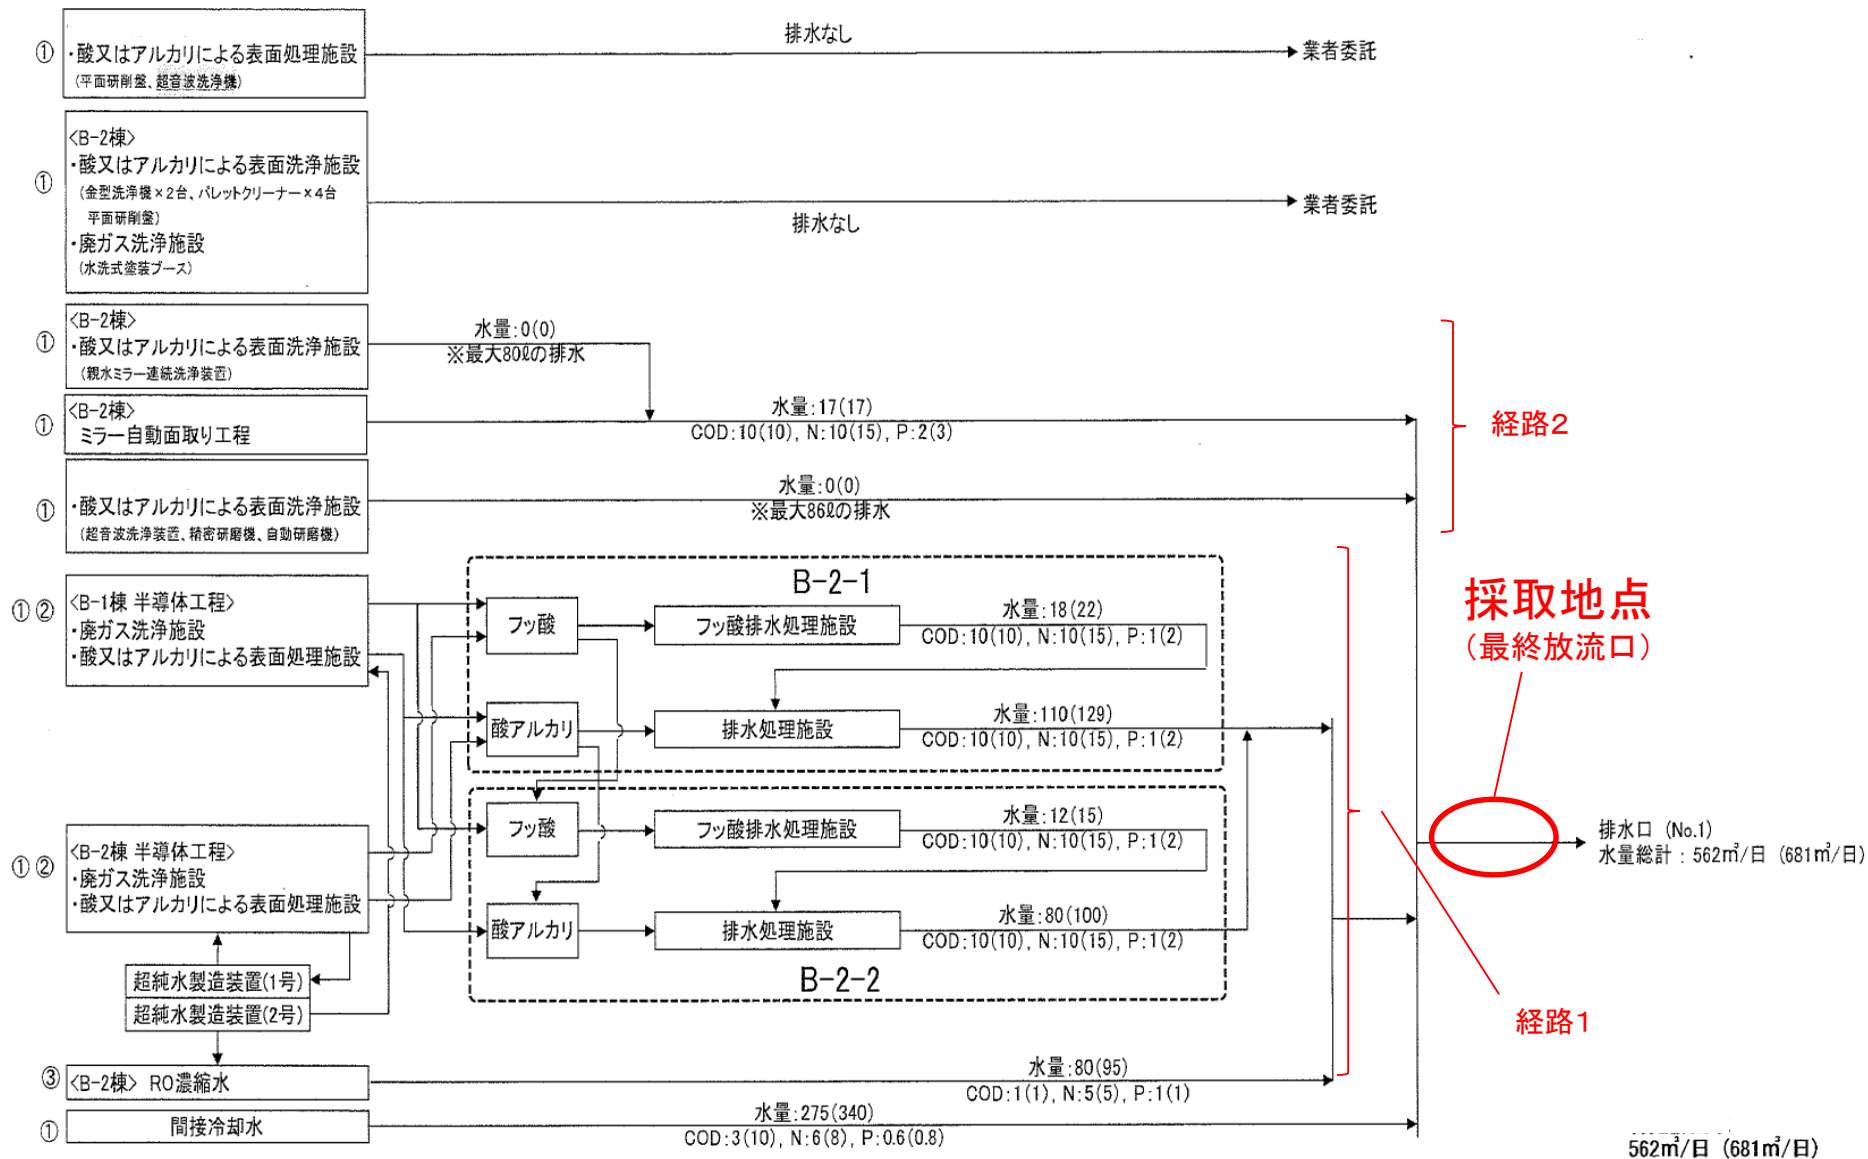 ① ・酸又はアルカリによる表面処理施設
(平面研削盤、超音波洗浄機)
排水なし
業者委託
<B-2棟>
① ・酸又はアルカリによる表面洗浄施設
(金型洗浄機×2台、パレットクリーナー×4台
平面研削盤)
・廃ガス洗浄施設
(水洗式塗装ブース)
排水なし
業者委託
<B-2棟>
① ・酸又はアルカリによる表面洗浄施設
(親水ミラー連続洗浄装置)
水量:0(0)
※最大80ℓの排水
<B-2棟>
① ミラー自動面取り工程
水量:17(17)
COD:10(10), N:10(15), P:2(3)
経路2
① ・酸又はアルカリによる表面洗浄施設
(超音波洗浄装置、精密研磨機、自動研磨機)
水量:0(0)
※最大86ℓの排水
①② <B-1棟 半導体工程>
・廃ガス洗浄施設
・酸又はアルカリによる表面処理施設
B-2-1
フッ酸
フッ酸排水処理施設
水量:18(22)
COD:10(10), N:10(15), P:1(2)
酸アルカリ
排水処理施設
水量:110(129)
COD:10(10), N:10(15), P:1(2)
採取地点
(最終放流口)
①② <B-2棟 半導体工程>
・廃ガス洗浄施設
・酸又はアルカリによる表面処理施設
フッ酸
フッ酸排水処理施設
水量:12(15)
COD:10(10), N:10(15), P:1(2)
酸アルカリ
排水処理施設
水量:80(100)
COD:10(10), N:10(15), P:1(2)
B-2-2
排水口 (No.1)
水量総計 : 562㎥/日 (681㎥/日)
超純水製造装置(1号)
超純水製造装置(2号)
経路1
③ <B-2棟> RO濃縮水
水量:80(95)
COD:1(1), N:5(5), P:1(1)
① 間接冷却水
水量:275(340)
COD:3(10), N:6(8), P:0.6(0.8)
562㎥/日 (681㎥/日)